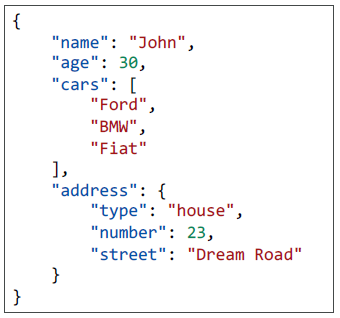 {
    "name": "John",
    "age": 30,
    "cars": [
        "Ford",
        "BMW",
        "Fiat"
    ],
    "address": {
        "type": "house",
        "number": 23,
        "street": "Dream Road"
    }
}